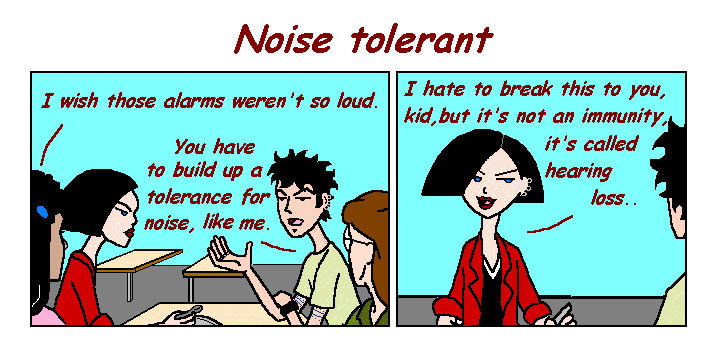 Noise tolerant
I wish those alarms weren't so loud.
You have
to build up a
tolerance for
noise, like me.
I hate to break this to you,
kid,but it's not an immunity,
it's called
hearing
loss..